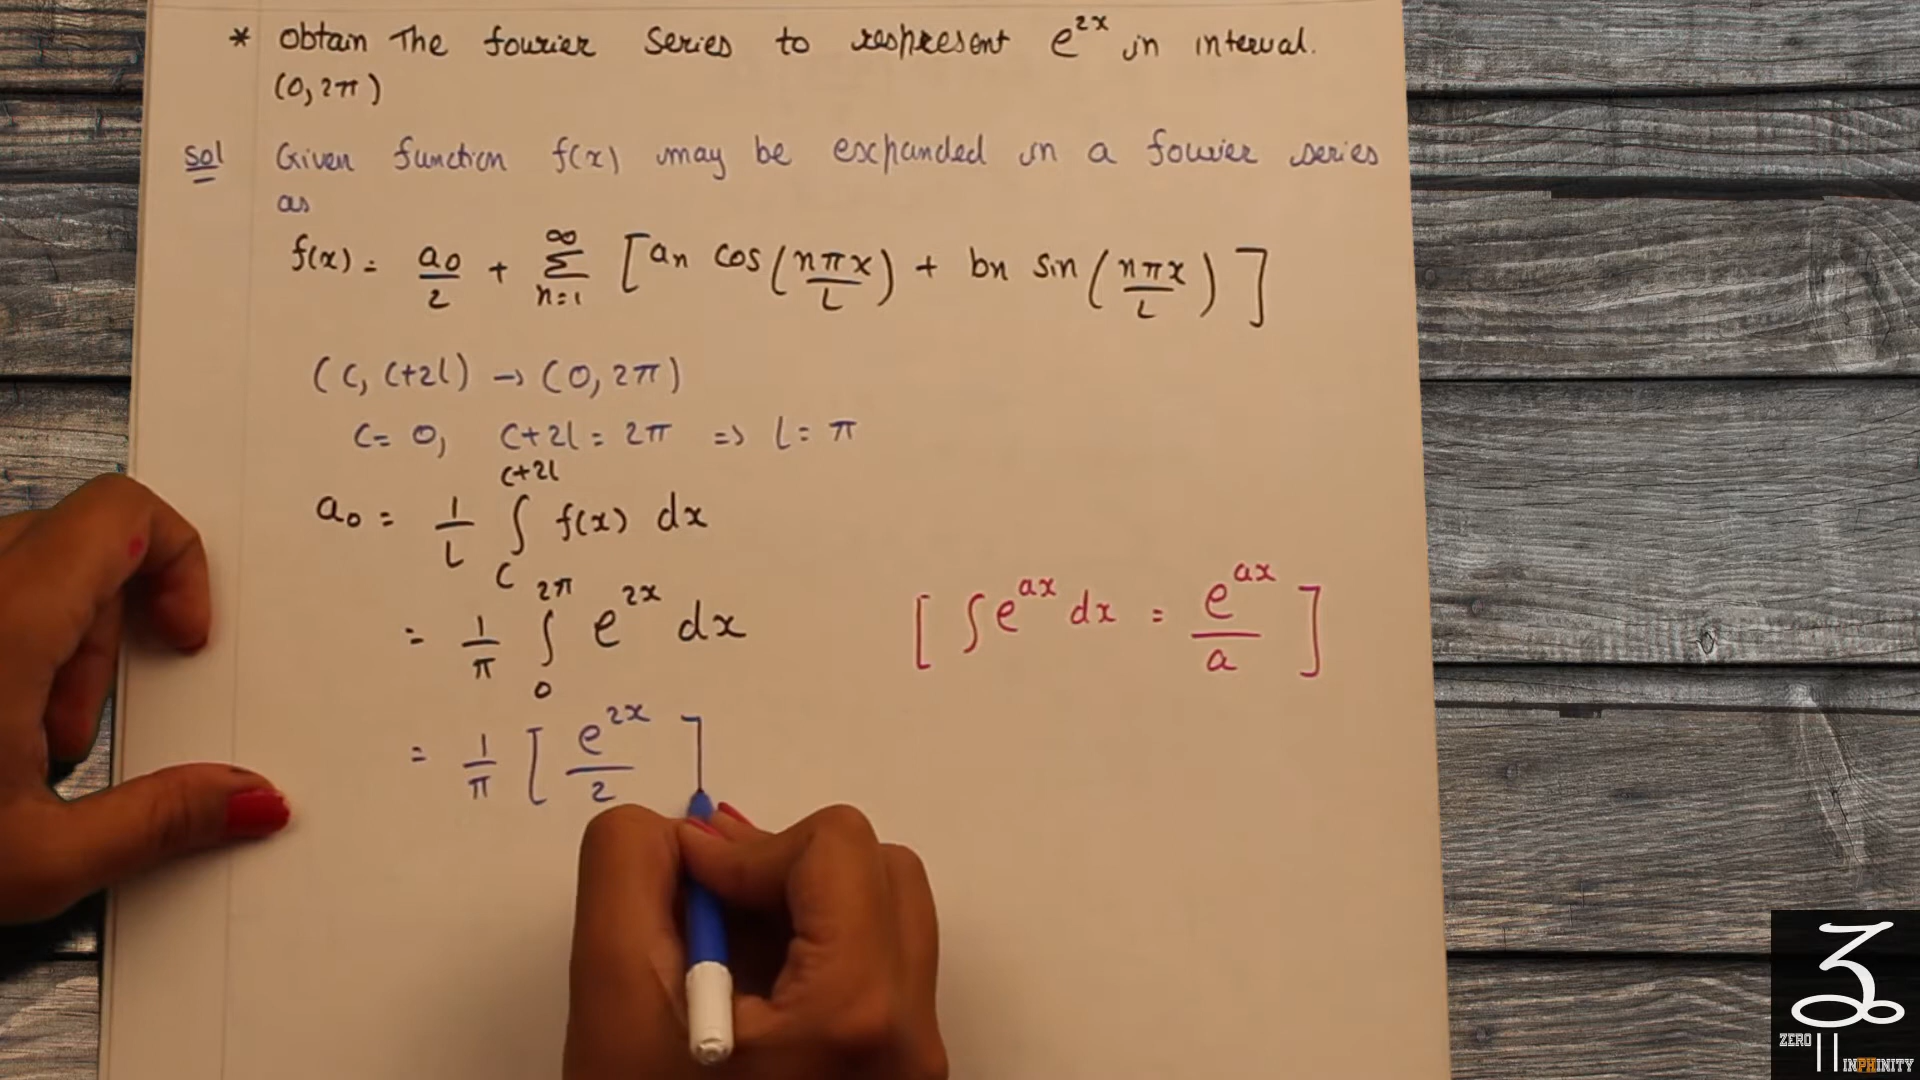 * Obtain The fourier Series to respresent e^{2x} in interval.
(0, 2π)
Sol Given function f(x) may be expanded in a fourier series
as
f(x) = a0/2 + ∞ Σ n=1 [an cos(nπx/L) + bn sin(nπx/L)]
(C, C+2l) → (0, 2π)
C = 0, C+2l = 2π => l = π
a0 = 1/L ∫_C^{C+2l} f(x) dx
= 1/π ∫_0^{2π} e^{2x} dx [∫e^{ax} dx = e^{ax}/a]
= 1/π [e^{2x}/2]
ZERO
INPHINITY